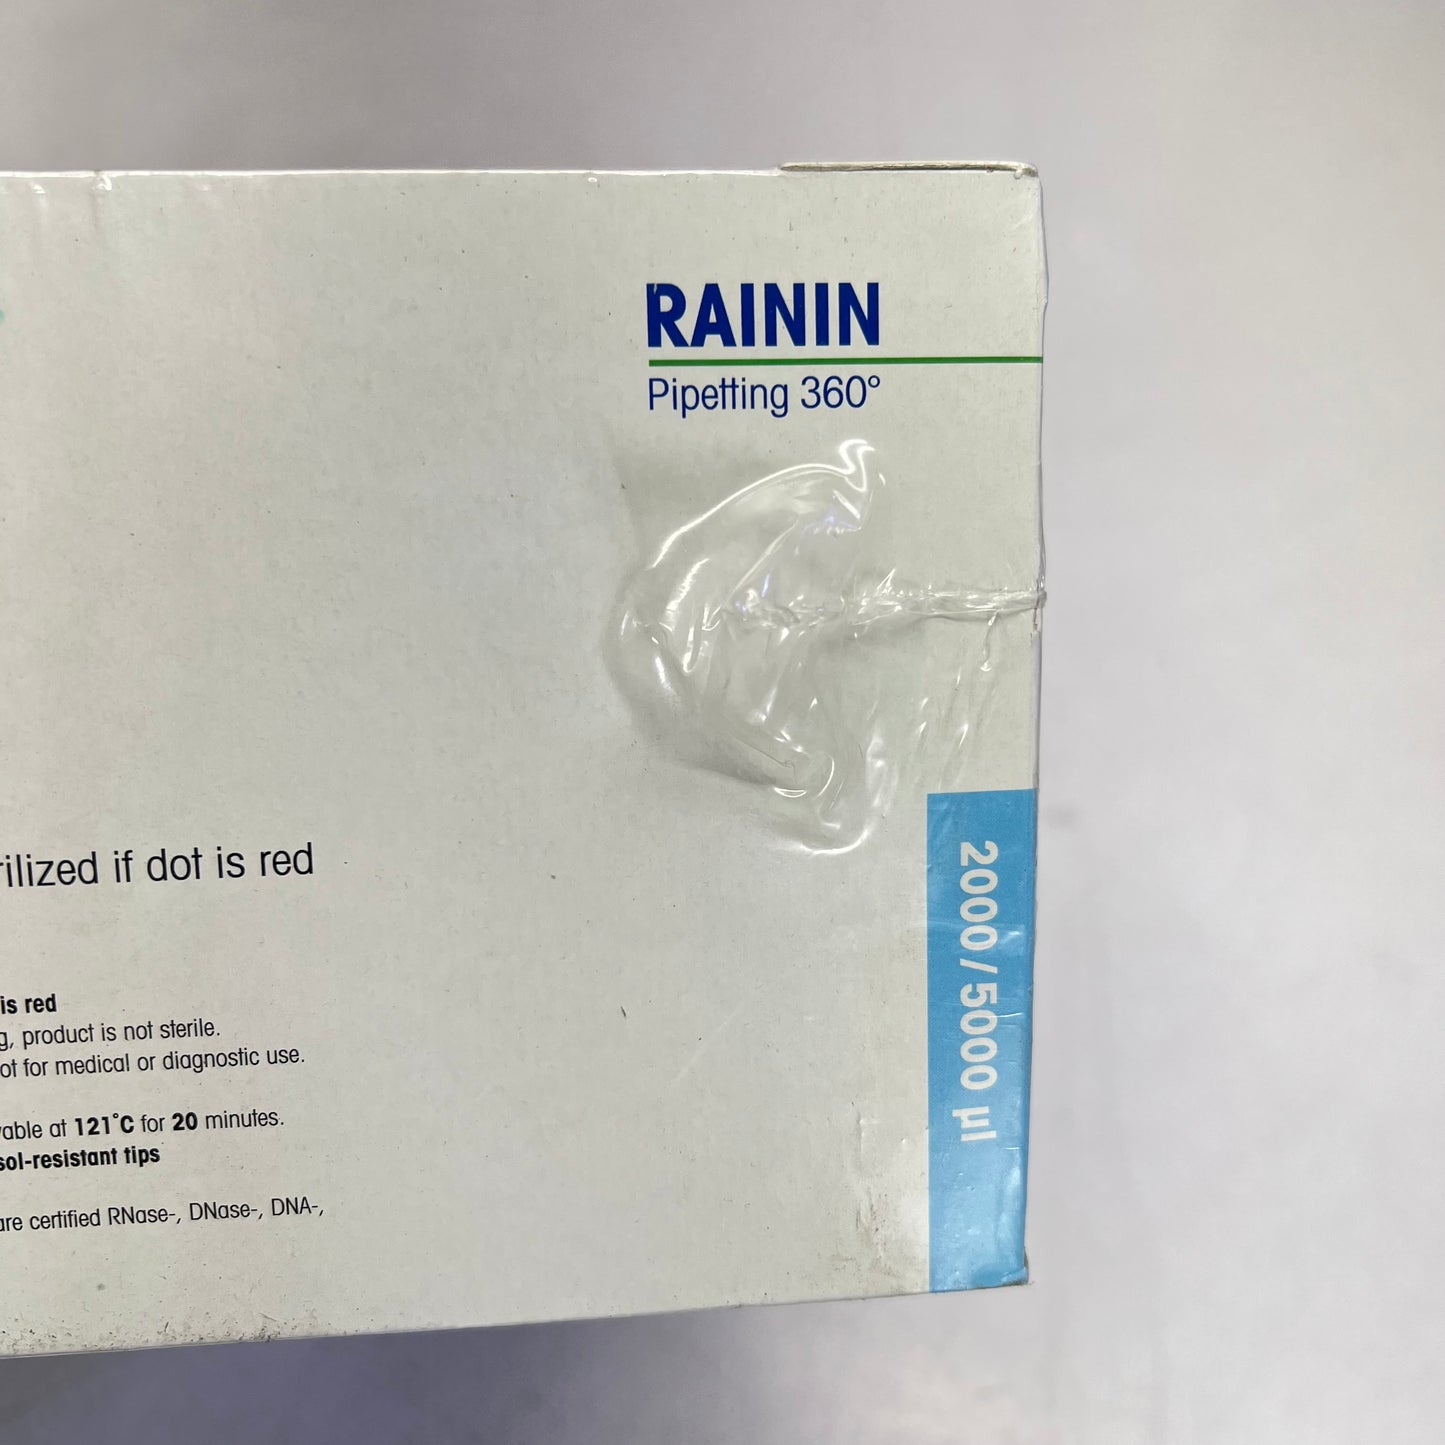 RAININ
Pipetting 360°
rilized if dot is red
is red
g, product is not sterile.
ot for medical or diagnostic use.
vable at 121°C for 20 minutes.
sol-resistant tips
are certified RNase-, DNase-, DNA-,
2000/5000 µl